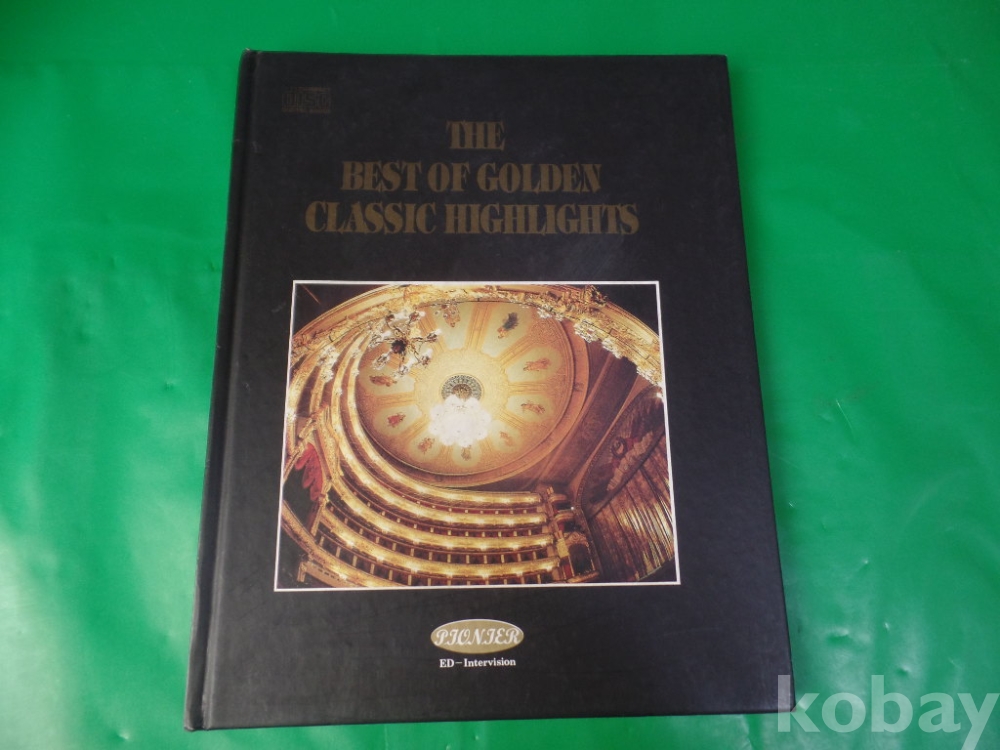 THE
BEST OF GOLDEN
CLASSIC HIGHLIGHTS
PIONIER
ED-Intervision
kobay